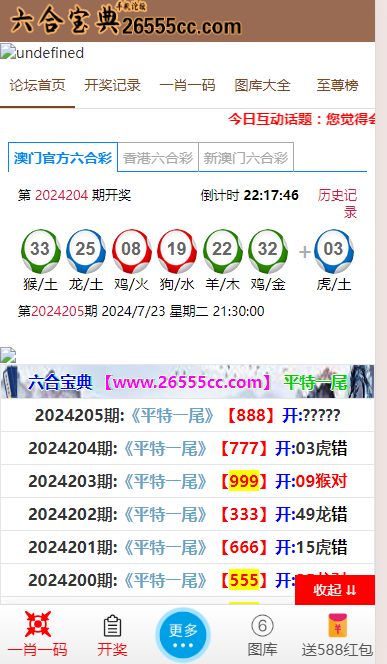 六合宝典 手机论坛 26555cc.com
undefined
论坛首页 开奖记录 一肖一码 图库大全 至尊榜
今日互动话题：您觉得会
澳门官方六合彩 香港六合彩 新澳门六合彩
第 2024204 期开奖 倒计时 22:17:46 历史记录
33 25 08 19 22 32 + 03
猴/土 龙/土 鸡/火 狗/水 羊/木 鸡/金 虎/土
第2024205期 2024/7/23 星期二 21:30:00
六合宝典【www.26555cc.com】平特一尾
2024205期:《平特一尾》【888】开:?????
2024204期:《平特一尾》【777】开:03虎错
2024203期:《平特一尾》【999】开:09猴对
2024202期:《平特一尾》【333】开:49龙错
2024201期:《平特一尾》【666】开:15虎错
2024200期:《平特一尾》【555】开:
收起
一肖一码 开奖 更多 6 图库 送588红包